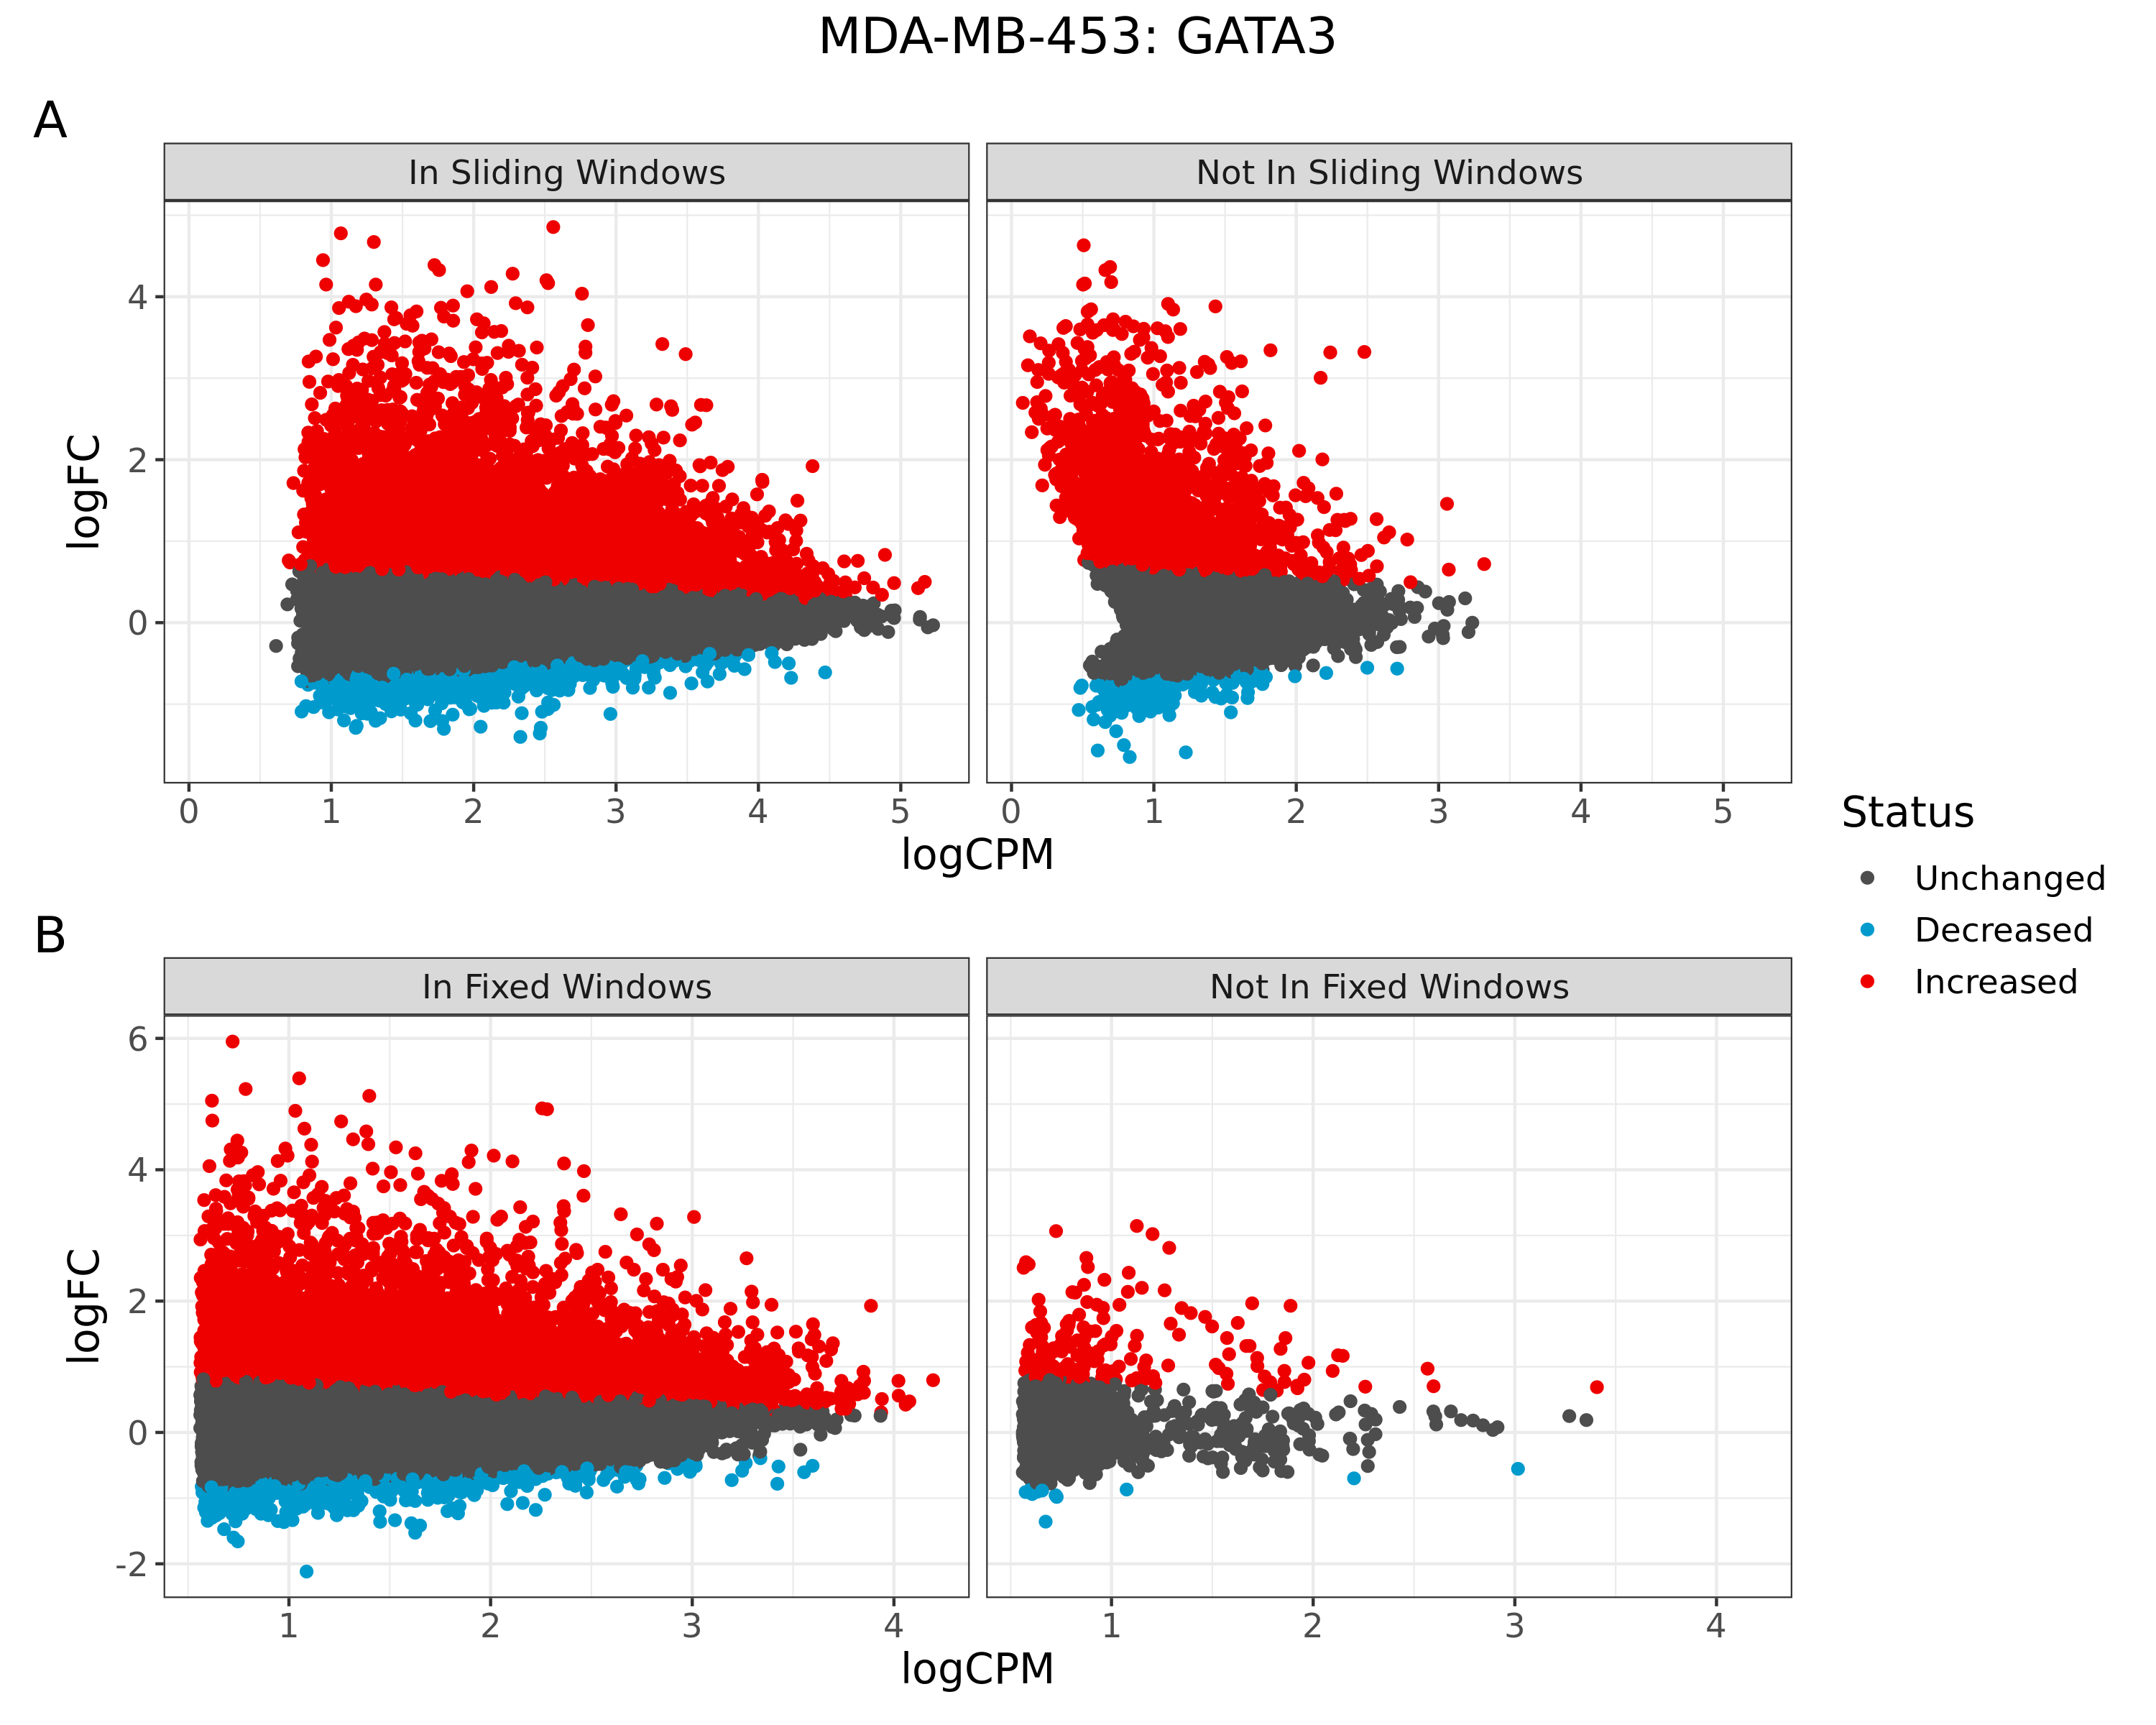 MDA-MB-453: GATA3
A
In Sliding Windows
Not In Sliding Windows
logFC
4
2
0
0 1 2 3 4 5
0 1 2 3 4 5
logCPM
B
In Fixed Windows
Not In Fixed Windows
logFC
6
4
2
0
-2
1 2 3 4
1 2 3 4
logCPM
Status
Unchanged
Decreased
Increased